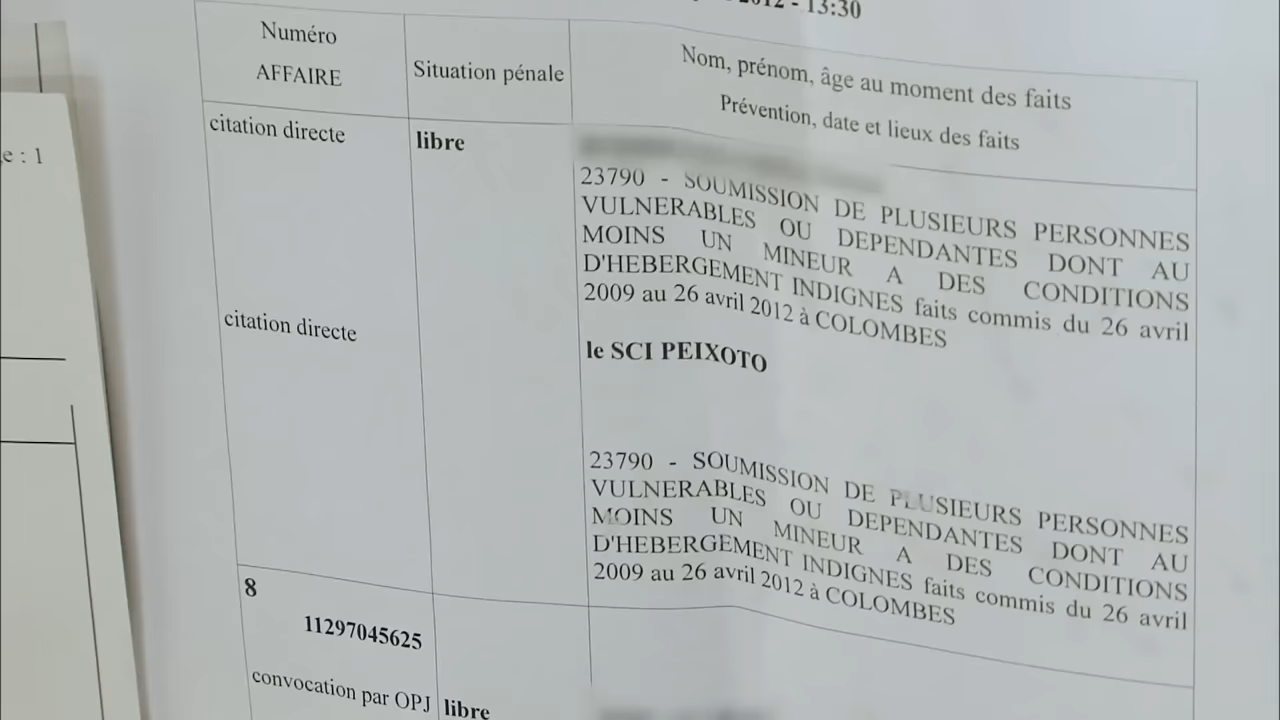 2012 - 13:30
e : 1
Numéro
AFFAIRE
Situation pénale
Nom, prénom, âge au moment des faits
Prévention, date et lieux des faits
citation directe
libre
23790 - SOUMISSION DE PLUSIEURS PERSONNES
VULNERABLES OU DEPENDANTES DONT AU
MOINS UN MINEUR A DES CONDITIONS
D'HEBERGEMENT INDIGNES faits commis du 26 avril
2009 au 26 avril 2012 à COLOMBES
citation directe
le SCI PEIXOTO
23790 - SOUMISSION DE PLUSIEURS PERSONNES
VULNERABLES OU DEPENDANTES DONT AU
MOINS UN MINEUR A DES CONDITIONS
D'HEBERGEMENT INDIGNES faits commis du 26 avril
2009 au 26 avril 2012 à COLOMBES
8
11297045625
convocation par OPJ
libre